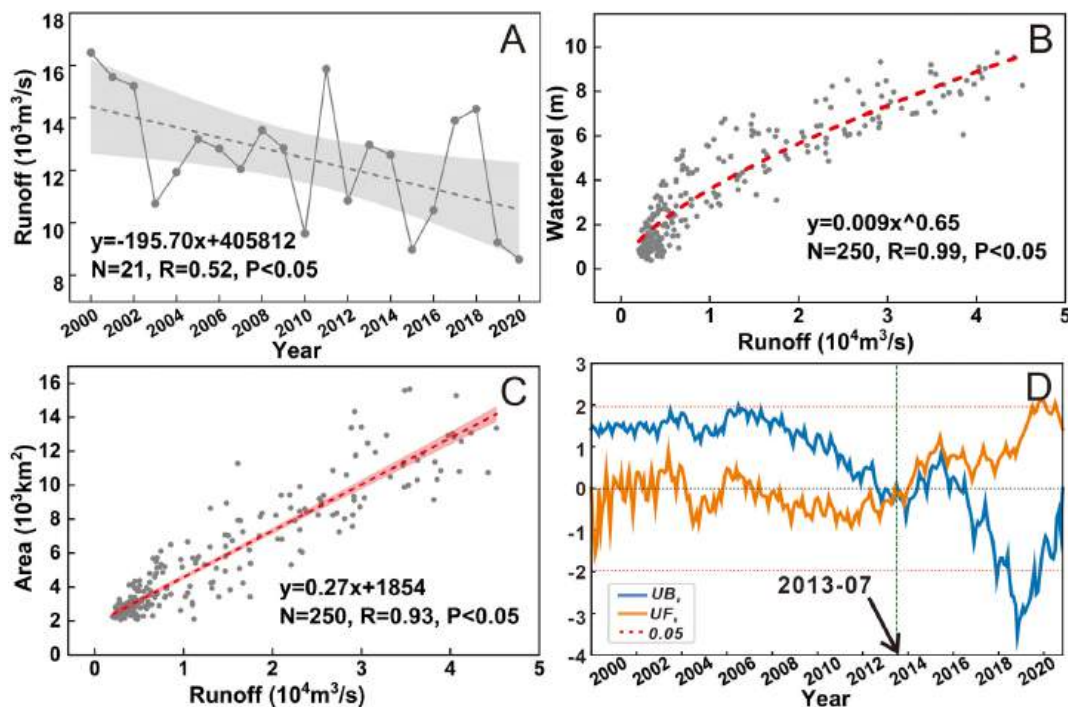 A
Runoff (10³m³/s)
18
16
14
12
10
8
y=-195.70x+405812
N=21, R=0.52, P<0.05
2000 2002 2004 2006 2008 2010 2012 2014 2016 2018 2020
Year
B
Waterlevel (m)
10
8
6
4
2
0
y=0.009x^0.65
N=250, R=0.99, P<0.05
0 1 2 3 4 5
Runoff (10⁴m³/s)
C
Area (10³km²)
16
14
12
10
8
6
4
2
0
y=0.27x+1854
N=250, R=0.93, P<0.05
0 1 2 3 4 5
Runoff (10⁴m³/s)
D
3
2
1
0
-1
-2
-3
-4
2013-07
UBₖ
UFₖ
0.05
2000 2002 2004 2006 2008 2010 2012 2014 2016 2018 2020
Year